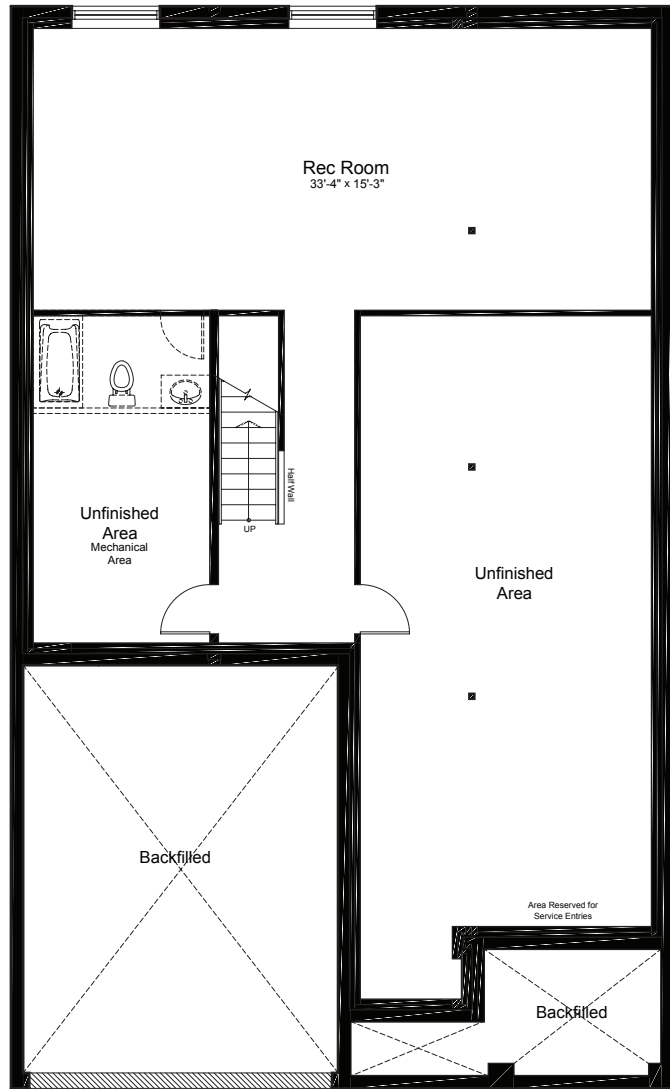 Rec Room
33'-4" x 15'-3"
Unfinished
Area
Mechanical
Area
Half Wall
UP
Unfinished
Area
Backfilled
Area Reserved for
Service Entries
Backfilled